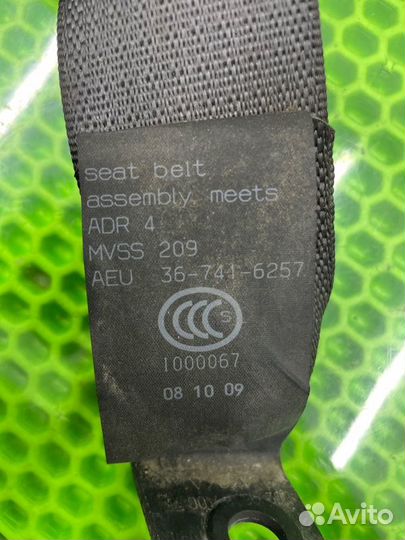 seat belt
assembly meets
ADR 4
MVSS 209
AEU 36-741-6257
CCC S
1000067
08 10 09
Avito